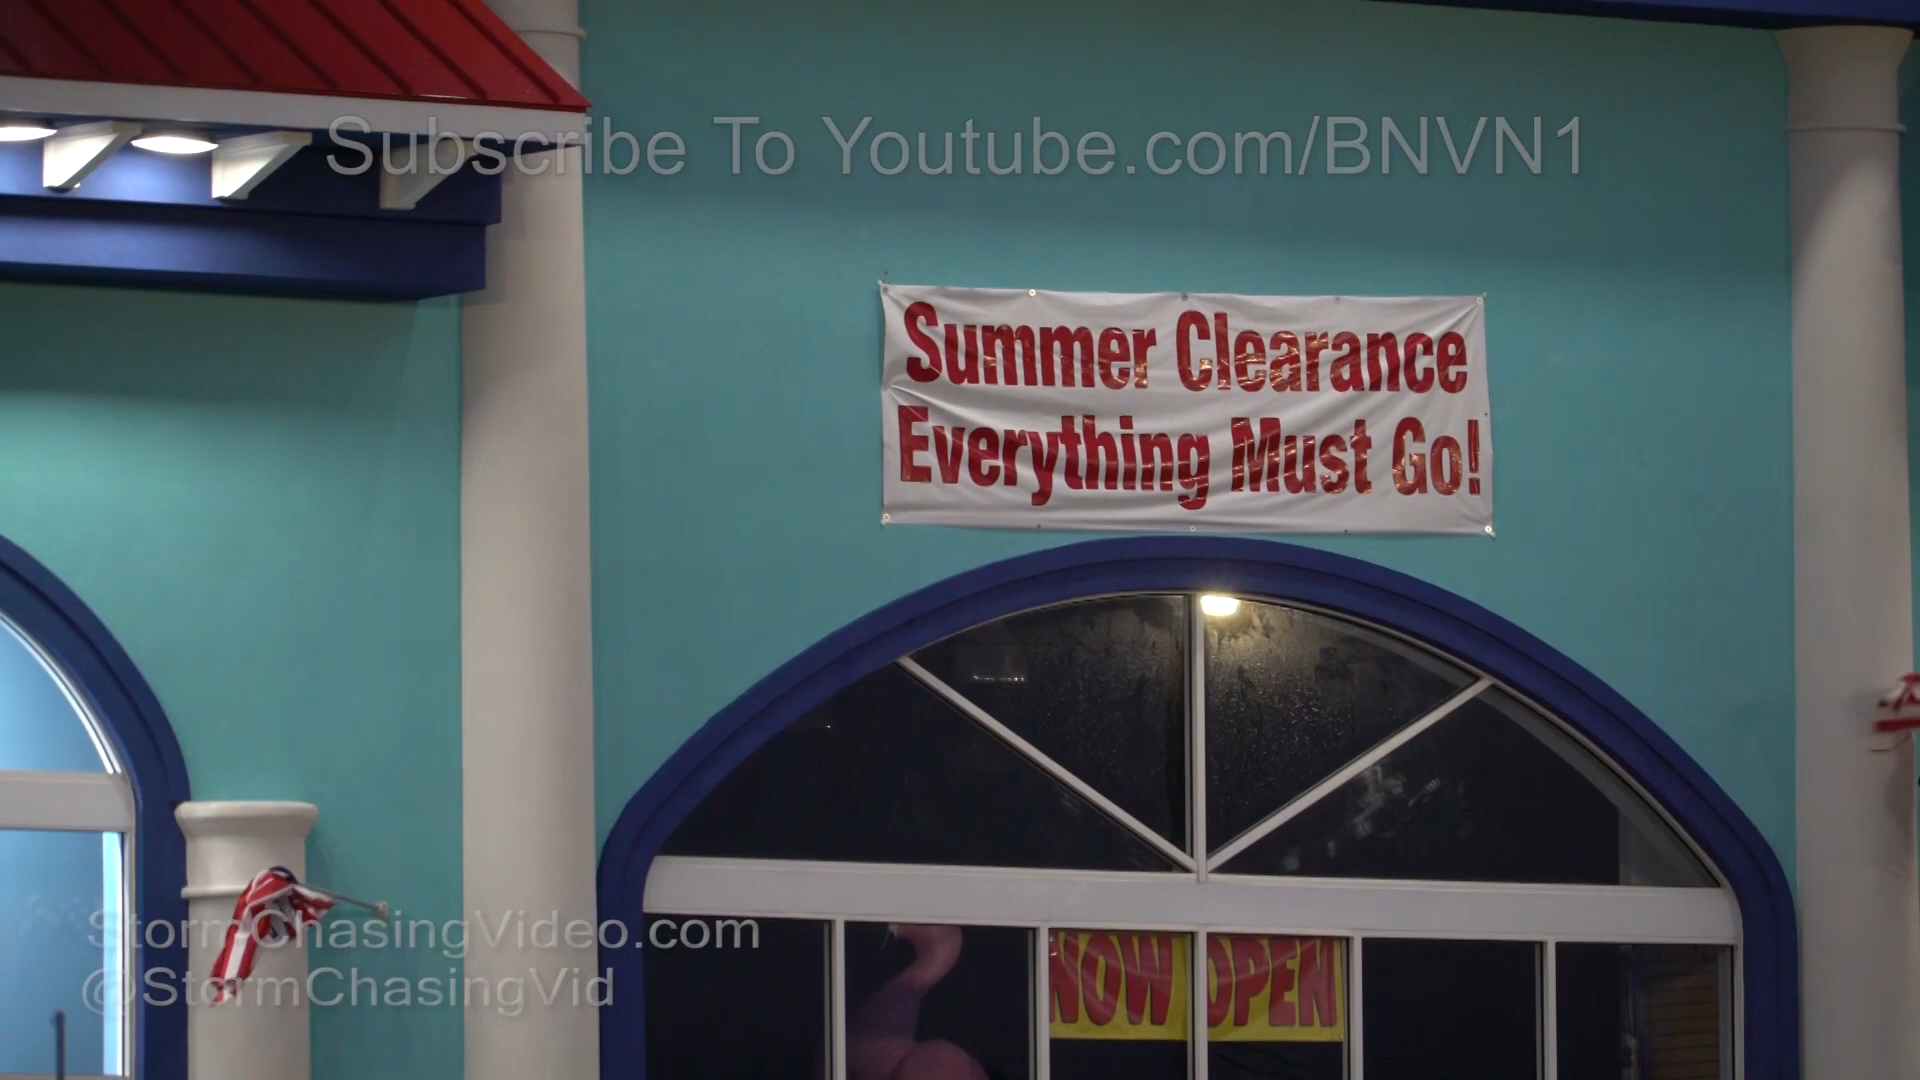 Subscribe To Youtube.com/BNVN1
Summer Clearance
Everything Must Go!
StormChasingVideo.com
@StormChasingVid
NOW OPEN